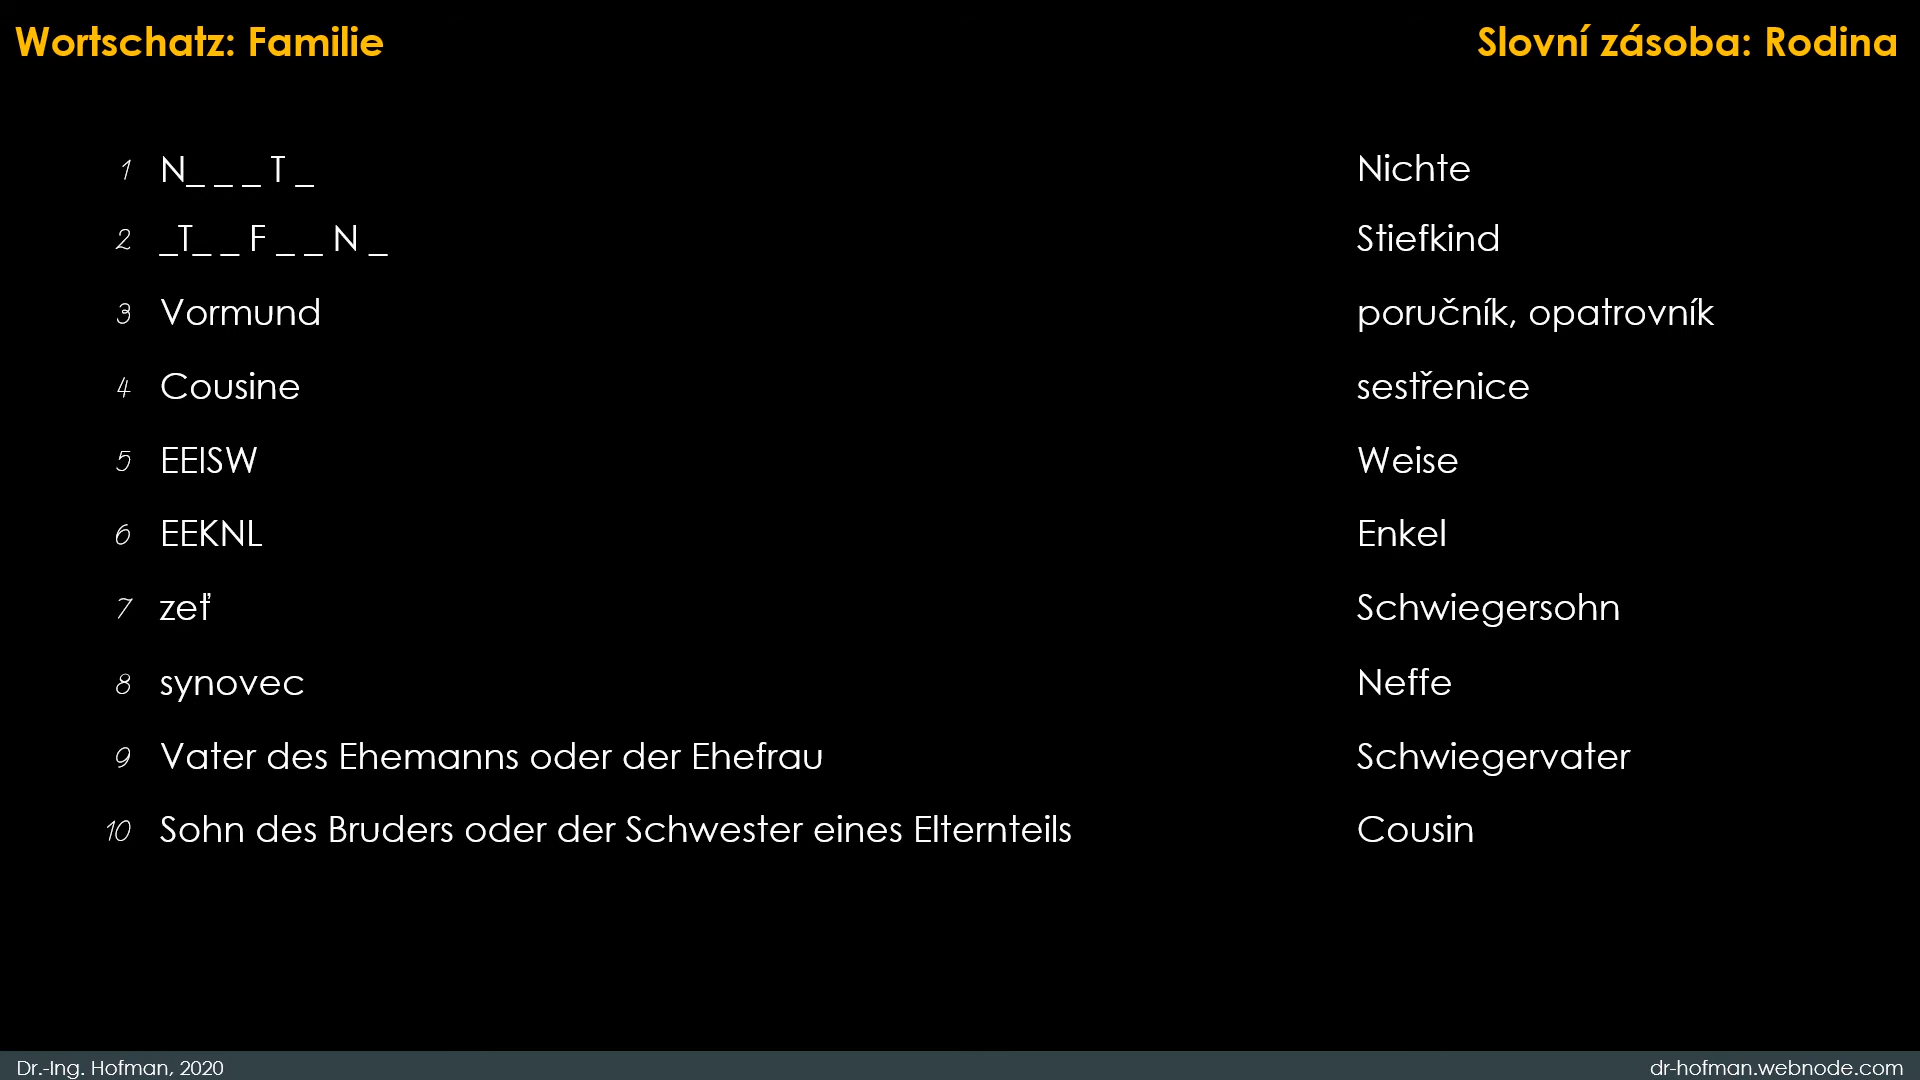 Wortschatz: Familie Slovní zásoba: Rodina
1 N_ _ _ T _ Nichte
2 _T_ _ F _ _ N _ Stiefkind
3 Vormund poručník, opatrovník
4 Cousine sestřenice
5 EEISW Weise
6 EEKNL Enkel
7 zeť Schwiegersohn
8 synovec Neffe
9 Vater des Ehemanns oder der Ehefrau Schwiegervater
10 Sohn des Bruders oder der Schwester eines Elternteils Cousin
Dr.-Ing. Hofman, 2020 dr-hofman.webnode.com